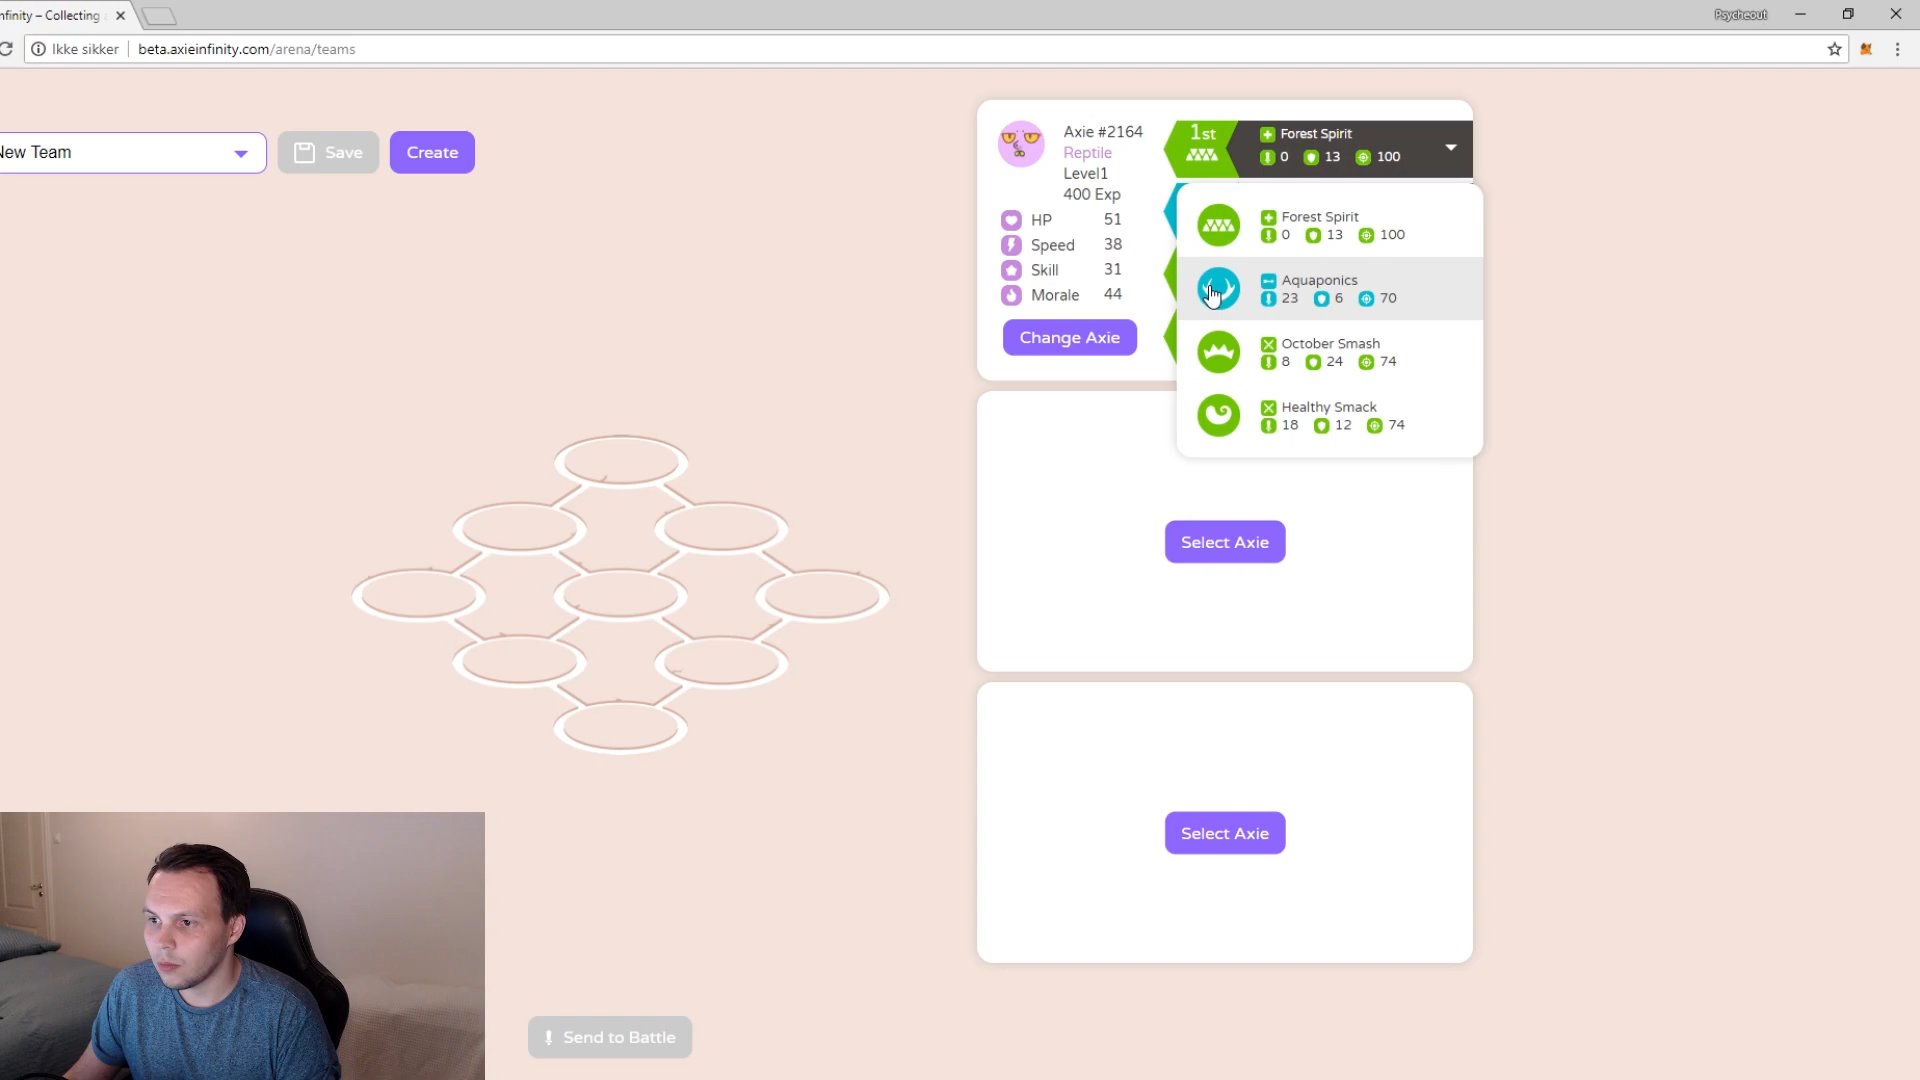 nfinity – Collecting
Psycheout
Ikke sikker
beta.axieinfinity.com/arena/teams
New Team
Save
Create
Axie #2164
Reptile
Level1
400 Exp
HP 51
Speed 38
Skill 31
Morale 44
Change Axie
1st
Forest Spirit
0 13 100
Forest Spirit
0 13 100
Aquaponics
23 6 70
October Smash
8 24 74
Healthy Smack
18 12 74
Select Axie
Select Axie
Send to Battle